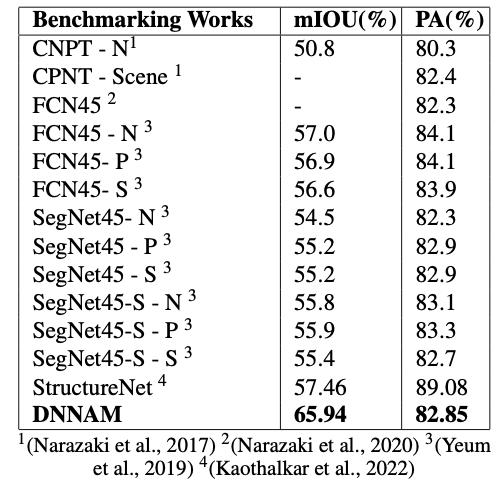 Benchmarking Works mIOU(%) PA(%)
CNPT - N¹ 50.8 80.3
CPNT - Scene ¹ - 82.4
FCN45 ² - 82.3
FCN45 - N ³ 57.0 84.1
FCN45- P ³ 56.9 84.1
FCN45- S ³ 56.6 83.9
SegNet45- N ³ 54.5 82.3
SegNet45 - P ³ 55.2 82.9
SegNet45 - S ³ 55.2 82.9
SegNet45-S - N ³ 55.8 83.1
SegNet45-S - P ³ 55.9 83.3
SegNet45-S - S ³ 55.4 82.7
StructureNet ⁴ 57.46 89.08
DNNAM 65.94 82.85
¹(Narazaki et al., 2017) ²(Narazaki et al., 2020) ³(Yeum
et al., 2019) ⁴(Kaothalkar et al., 2022)